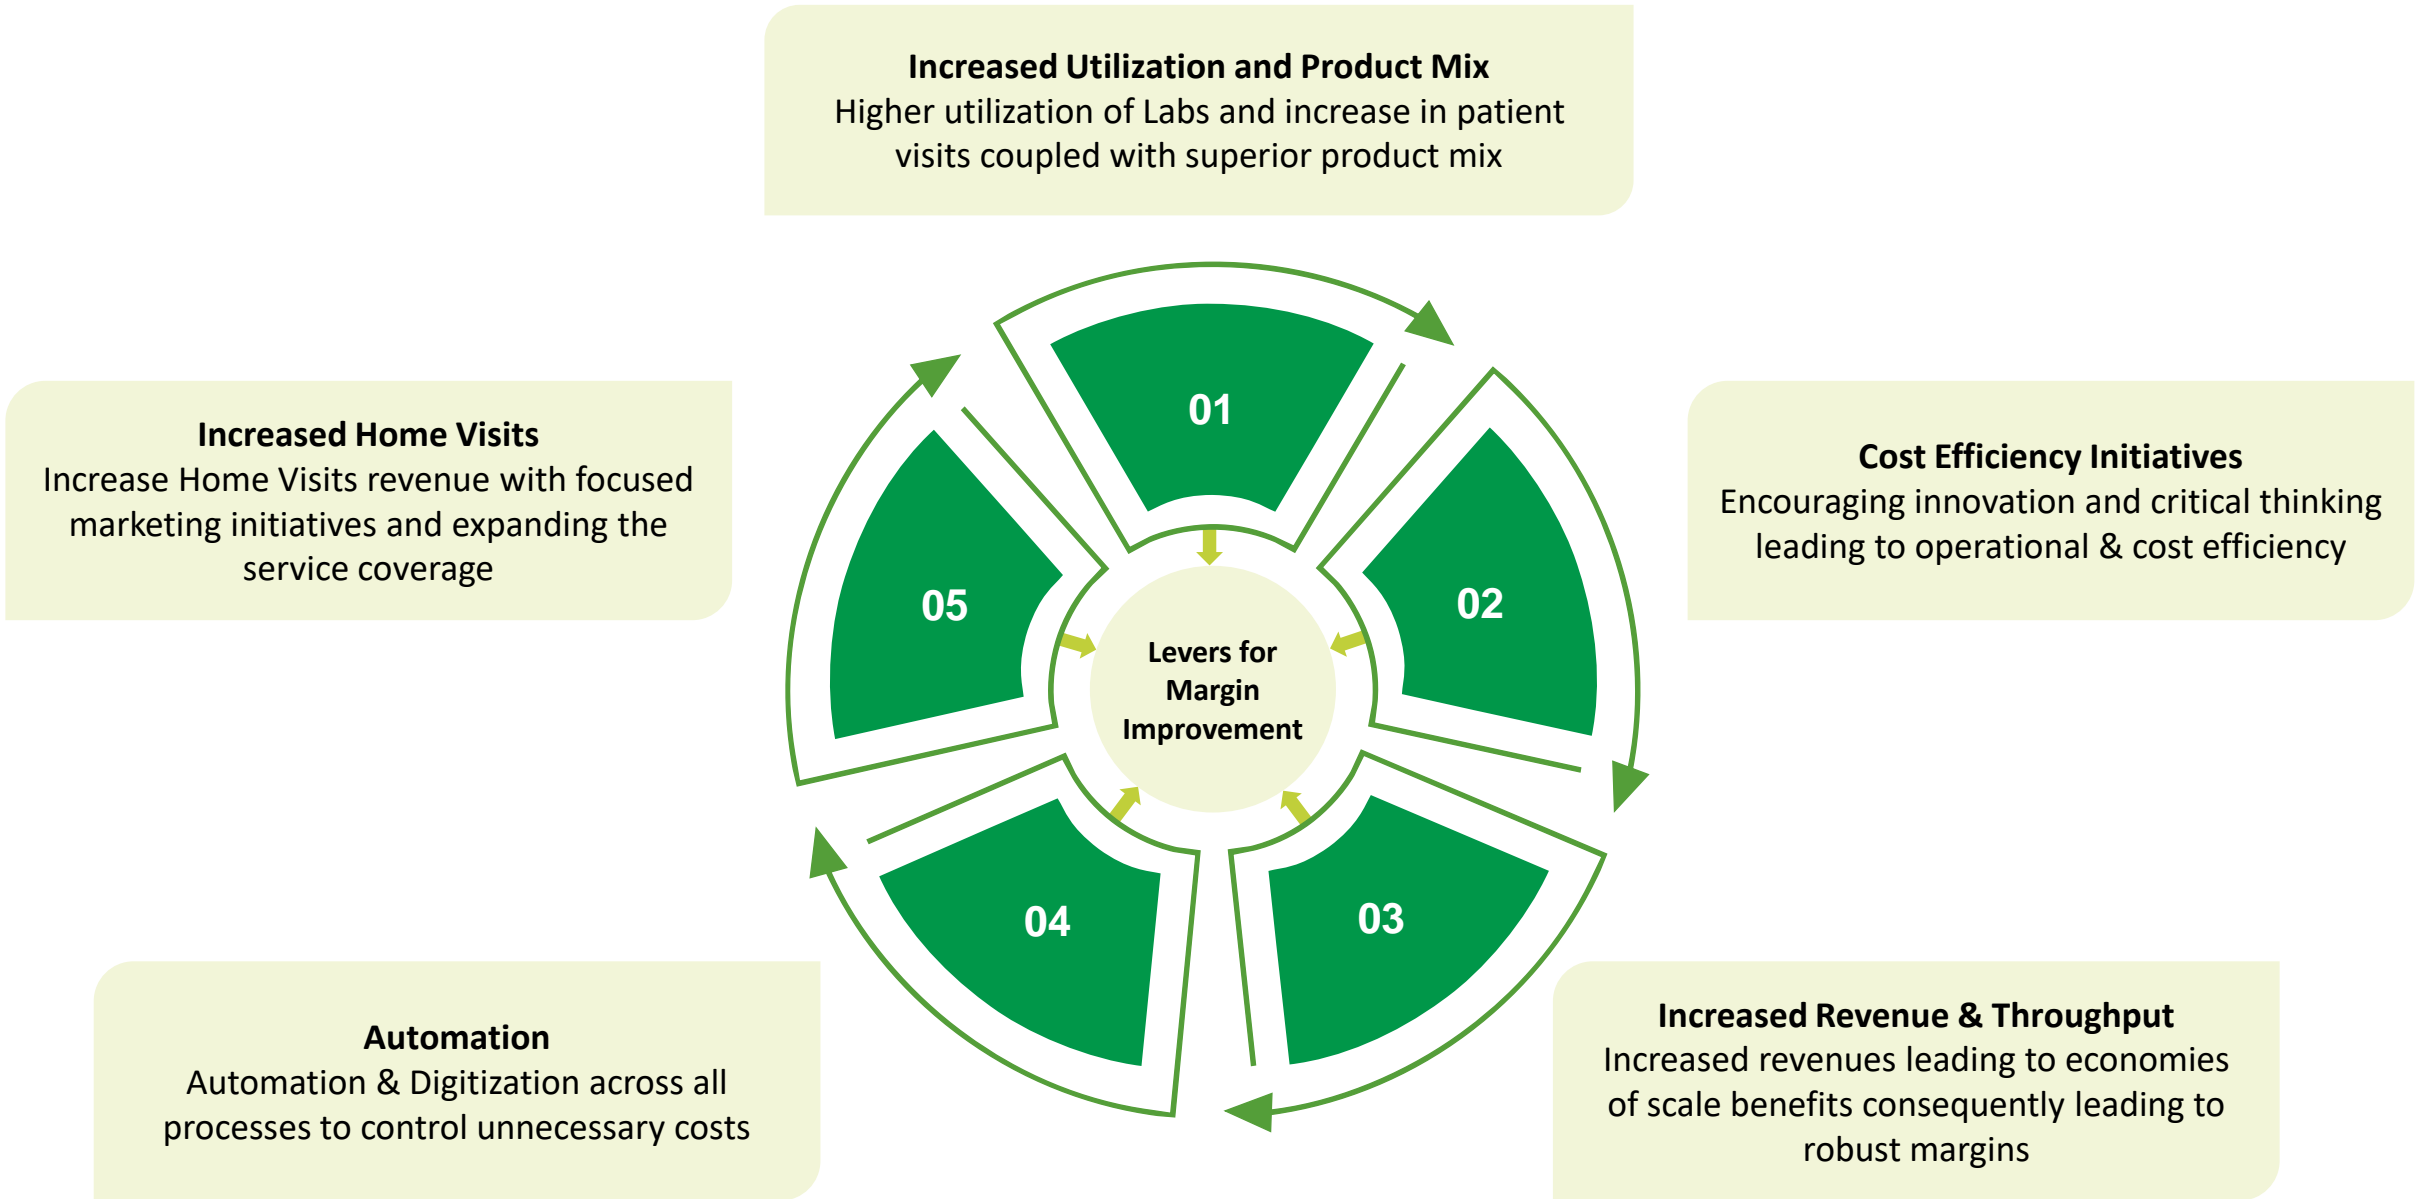 Increased Utilization and Product Mix
Higher utilization of Labs and increase in patient
visits coupled with superior product mix
01
Cost Efficiency Initiatives
Encouraging innovation and critical thinking
leading to operational & cost efficiency
02
Increased Revenue & Throughput
Increased revenues leading to economies
of scale benefits consequently leading to
robust margins
03
Automation
Automation & Digitization across all
processes to control unnecessary costs
04
Increased Home Visits
Increase Home Visits revenue with focused
marketing initiatives and expanding the
service coverage
05
Levers for
Margin
Improvement